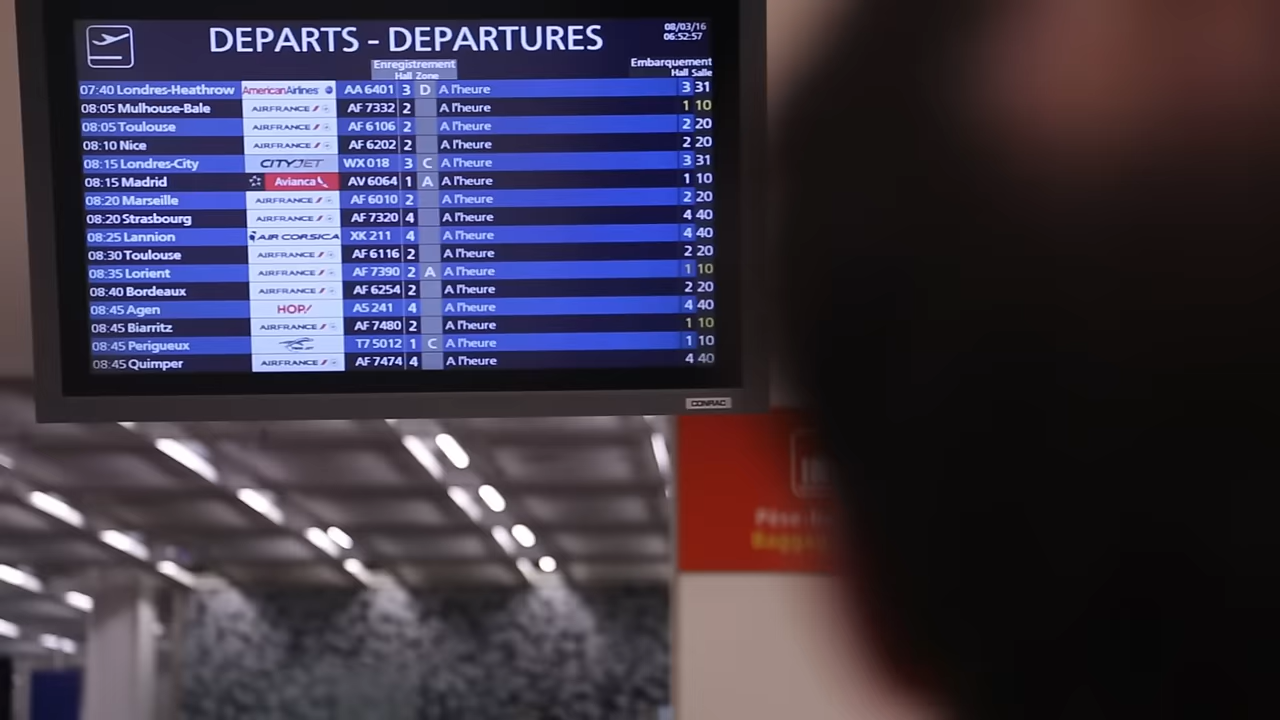 DEPARTS - DEPARTURES
08/03/16
06:52:57
Enregistrement
Hall Zone
Embarquement
Hall Salle
07:40 Londres-Heathrow AmericanAirlines AA 6401 3 D A l'heure 3 31
08:05 Mulhouse-Bale AIRFRANCE AF 7332 2 A l'heure 1 10
08:05 Toulouse AIRFRANCE AF 6106 2 A l'heure 2 20
08:10 Nice AIRFRANCE AF 6202 2 A l'heure 2 20
08:15 Londres-City CITYJET WX 018 3 C A l'heure 3 31
08:15 Madrid Avianca AV 6064 1 A A l'heure 1 10
08:20 Marseille AIRFRANCE AF 6010 2 A l'heure 2 20
08:20 Strasbourg AIRFRANCE AF 7320 4 A l'heure 4 40
08:25 Lannion AIR CORSICA XK 211 4 A l'heure 4 40
08:30 Toulouse AIRFRANCE AF 6116 2 A l'heure 2 20
08:35 Lorient AIRFRANCE AF 7390 2 A A l'heure 1 10
08:40 Bordeaux AIRFRANCE AF 6254 2 A l'heure 2 20
08:45 Agen HOP! A5 241 4 A l'heure 4 40
08:45 Biarritz AIRFRANCE AF 7480 2 A l'heure 1 10
08:45 Perigueux T7 5012 1 C A l'heure 1 10
08:45 Quimper AIRFRANCE AF 7474 4 A l'heure 4 40
CONRAC